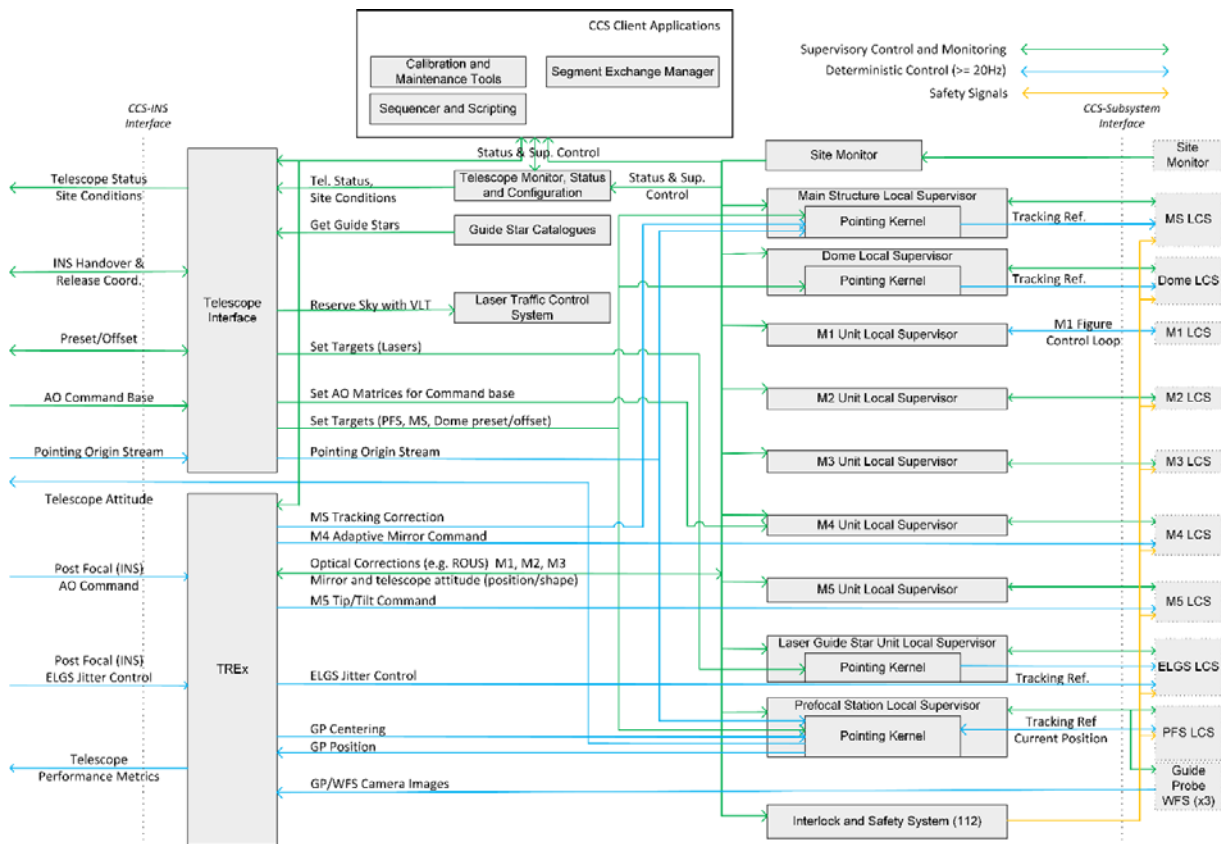 CCS Client Applications
Calibration and
Maintenance Tools
Segment Exchange Manager
Sequencer and Scripting
Supervisory Control and Monitoring
Deterministic Control (>= 20Hz)
Safety Signals
CCS-INS
Interface
CCS-Subsystem
Interface
Status & Sup. Control
Telescope Status
Site Conditions
Tel. Status,
Site Conditions
Telescope Monitor, Status
and Configuration
Status & Sup.
Control
Get Guide Stars
Guide Star Catalogues
INS Handover &
Release Coord.
Telescope
Interface
Reserve Sky with VLT
Laser Traffic Control
System
Preset/Offset
Set Targets (Lasers)
AO Command Base
Set AO Matrices for Command base
Set Targets (PFS, MS, Dome preset/offset)
Pointing Origin Stream
Pointing Origin Stream
Telescope Attitude
MS Tracking Correction
M4 Adaptive Mirror Command
Post Focal (INS)
AO Command
Optical Corrections (e.g. ROUS) M1, M2, M3
Mirror and telescope attitude (position/shape)
M5 Tip/Tilt Command
Post Focal (INS)
ELGS Jitter Control
TREx
ELGS Jitter Control
GP Centering
GP Position
Telescope
Performance Metrics
GP/WFS Camera Images
Site Monitor
Site
Monitor
Main Structure Local Supervisor
Pointing Kernel
Tracking Ref.
MS LCS
Dome Local Supervisor
Pointing Kernel
Tracking Ref.
Dome LCS
M1 Unit Local Supervisor
M1 Figure
Control Loop
M1 LCS
M2 Unit Local Supervisor
M2 LCS
M3 Unit Local Supervisor
M3 LCS
M4 Unit Local Supervisor
M4 LCS
M5 Unit Local Supervisor
M5 LCS
Laser Guide Star Unit Local Supervisor
Pointing Kernel
Tracking Ref.
ELGS LCS
Prefocal Station Local Supervisor
Pointing Kernel
Tracking Ref
Current Position
PFS LCS
Guide
Probe
WFS (x3)
Interlock and Safety System (112)